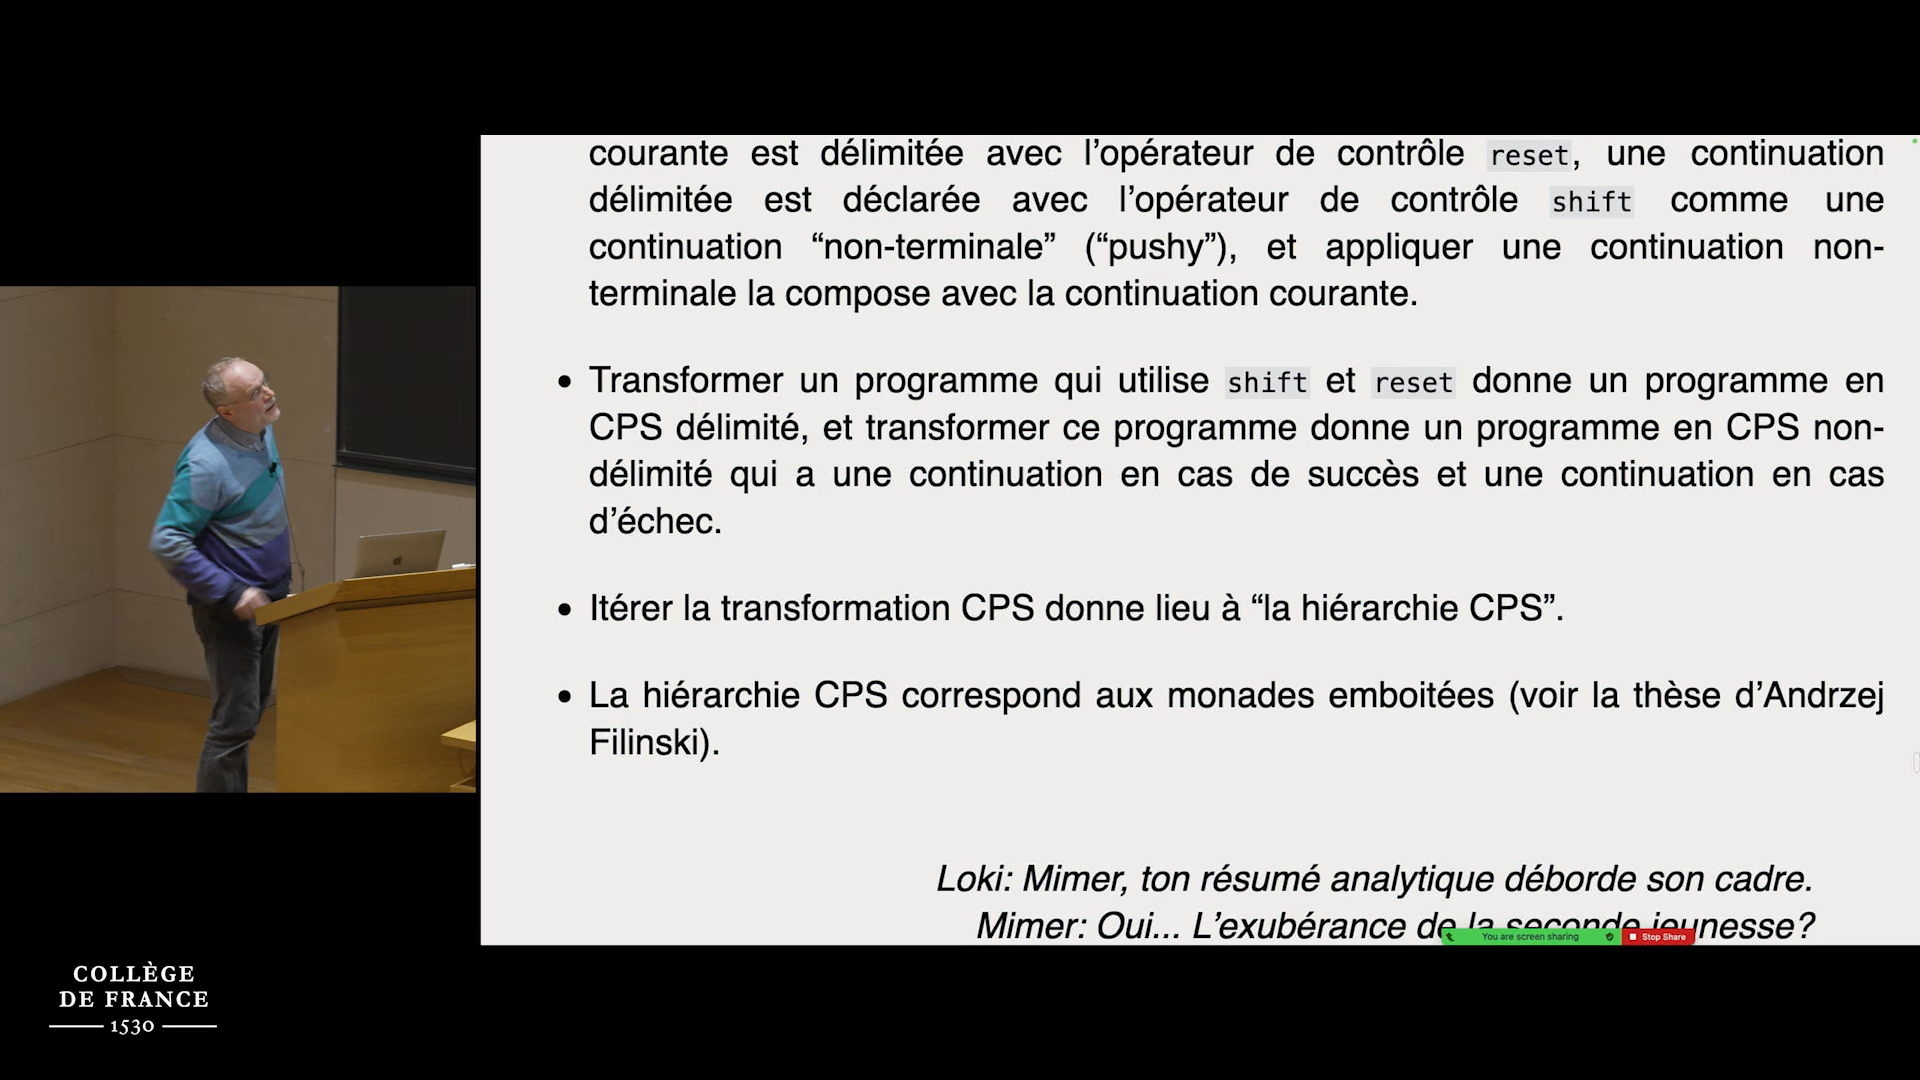 courante est délimitée avec l’opérateur de contrôle reset, une continuation
délimitée est déclarée avec l’opérateur de contrôle shift comme une
continuation “non-terminale” (“pushy”), et appliquer une continuation non-
terminale la compose avec la continuation courante.
• Transformer un programme qui utilise shift et reset donne un programme en
CPS délimité, et transformer ce programme donne un programme en CPS non-
délimité qui a une continuation en cas de succès et une continuation en cas
d’échec.
• Itérer la transformation CPS donne lieu à “la hiérarchie CPS”.
• La hiérarchie CPS correspond aux monades emboitées (voir la thèse d’Andrzej
Filinski).
Loki: Mimer, ton résumé analytique déborde son cadre.
Mimer: Oui... L’exubérance de la seconde jeunesse?
You are screen sharing
Stop Share
COLLÈGE
DE FRANCE
1530